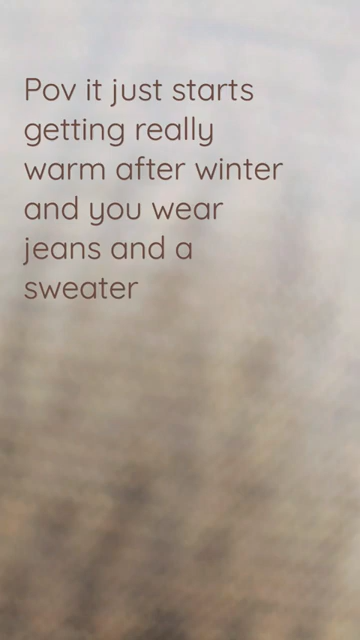 Pov it just starts
getting really
warm after winter
and you wear
jeans and a
sweater